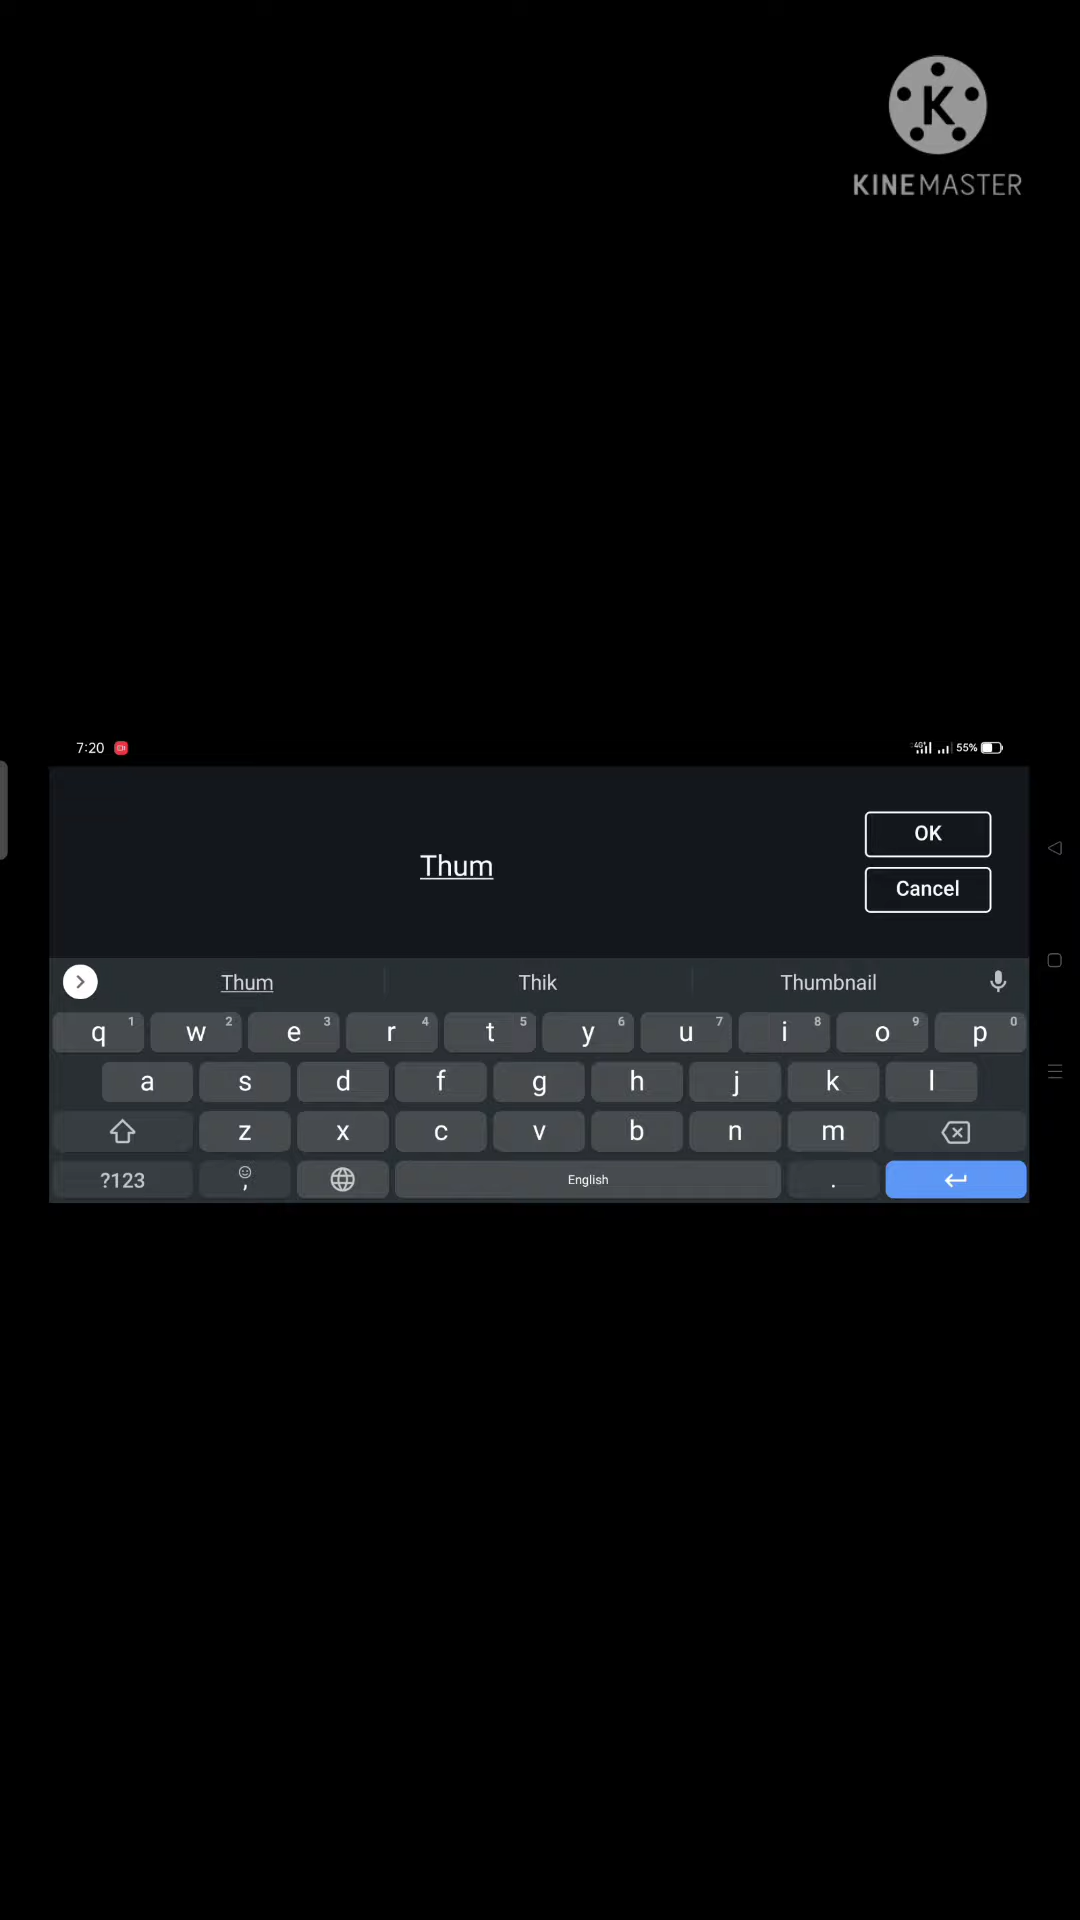 K
KINEMASTER
7:20 4G+ 55%
OK
Thum
Cancel
Thum Thik Thumbnail
q 1 w 2 e 3 r 4 t 5 y 6 u 7 i 8 o 9 p 0
a s d f g h j k l
z x c v b n m
?123 , English .